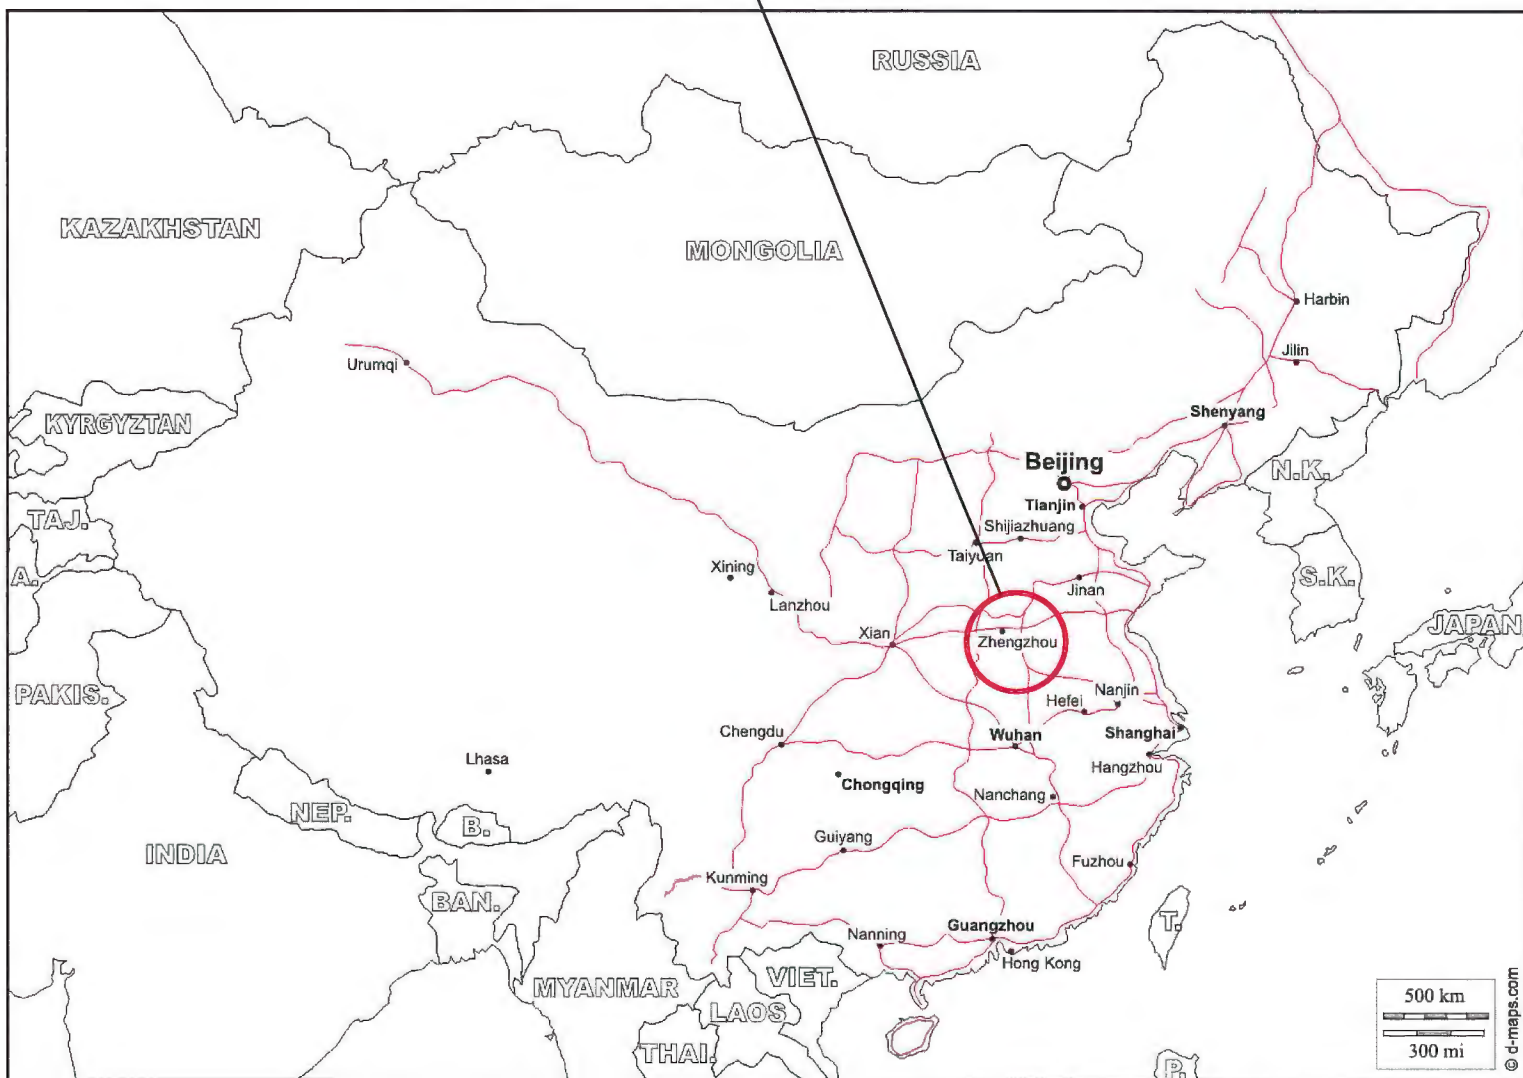 RUSSIA
KAZAKHSTAN
MONGOLIA
Harbin
Jilin
Urumqi
KYRGYZTAN
Shenyang
Beijing
N.K.
Tianjin
TAJ.
Shijiazhuang
Taiyuan
A.
Xining
S.K.
Jinan
Lanzhou
JAPAN
Xian
Zhengzhou
PAKIS.
Nanjin
Hefei
Chengdu
Wuhan
Shanghai
Lhasa
Hangzhou
Chongqing
Nanchang
NEP.
B.
Guiyang
INDIA
Fuzhou
Kunming
BAN.
T.
Guangzhou
Nanning
Hong Kong
VIET.
MYANMAR
LAOS
500 km
THAI.
300 mi
P.
© d-maps.com